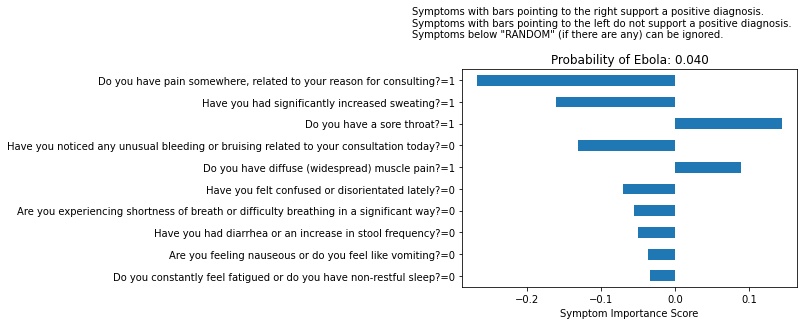 Symptoms with bars pointing to the right support a positive diagnosis.
Symptoms with bars pointing to the left do not support a positive diagnosis.
Symptoms below "RANDOM" (if there are any) can be ignored.
Probability of Ebola: 0.040
Do you have pain somewhere, related to your reason for consulting?=1
Have you had significantly increased sweating?=1
Do you have a sore throat?=1
Have you noticed any unusual bleeding or bruising related to your consultation today?=0
Do you have diffuse (widespread) muscle pain?=1
Have you felt confused or disorientated lately?=0
Are you experiencing shortness of breath or difficulty breathing in a significant way?=0
Have you had diarrhea or an increase in stool frequency?=0
Are you feeling nauseous or do you feel like vomiting?=0
Do you constantly feel fatigued or do you have non-restful sleep?=0
−0.2 −0.1 0.0 0.1
Symptom Importance Score